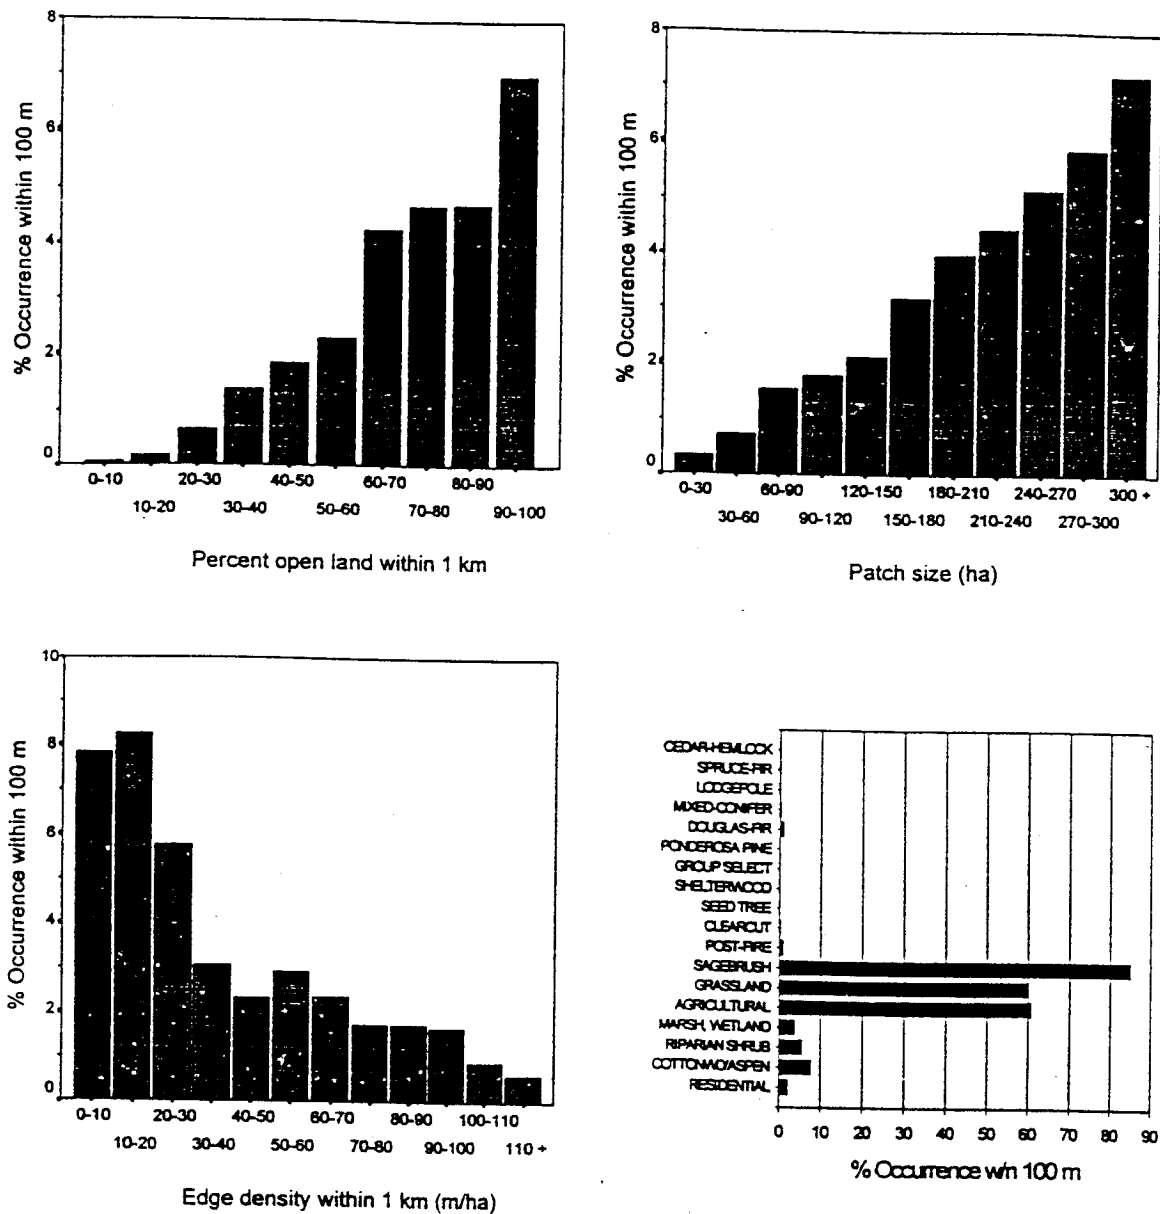 8
6
4
2
0
% Occurrence within 100 m
0-10 20-30 40-50 60-70 80-90
10-20 30-40 50-60 70-80 90-100
Percent open land within 1 km
8
6
4
2
0
% Occurrence within 100 m
0-30 60-90 120-150 180-210 240-270 300 +
30-60 90-120 150-180 210-240 270-300
Patch size (ha)
10
8
6
4
2
0
% Occurrence within 100 m
0-10 20-30 40-50 60-70 80-90 100-110
10-20 30-40 50-60 70-80 90-100 110 +
Edge density within 1 km (m/ha)
CEDAR-HEMLOCK
SPRUCE-FIR
LODGEPOLE
MIXED-CONIFER
DOUGLAS-FIR
PONDEROSA PINE
GROUP SELECT
SHELTERWOOD
SEED TREE
CLEARCUT
POST-FIRE
SAGEBRUSH
GRASSLAND
AGRICULTURAL
MARSH, WETLAND
RIPARIAN SHRUB
COTTONWO/ASPEN
RESIDENTIAL
0 10 20 30 40 50 60 70 80 90
% Occurrence w/n 100 m